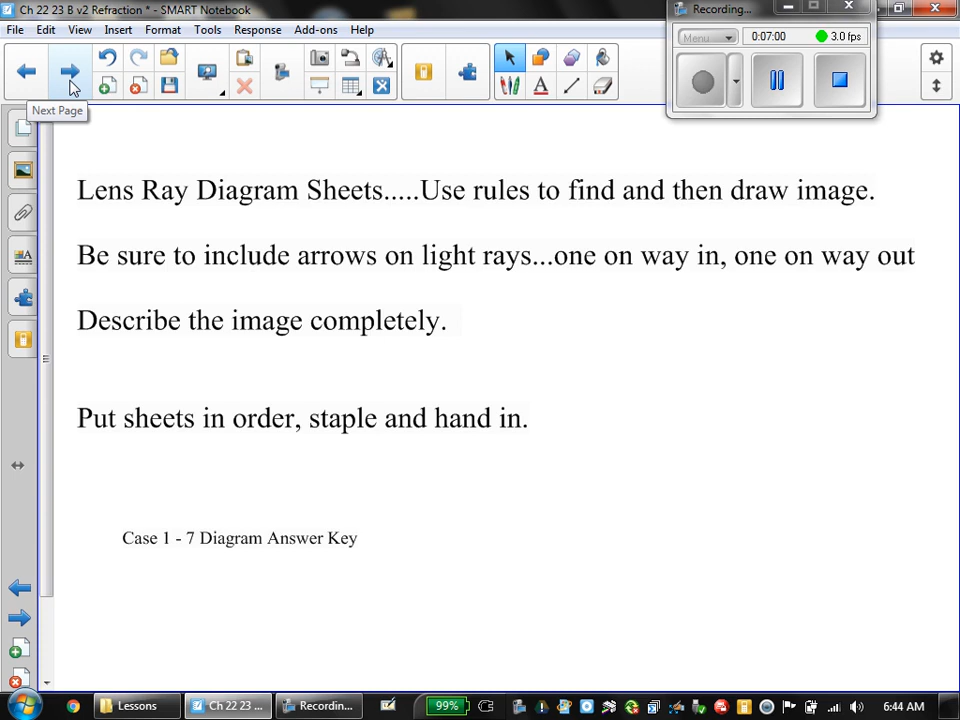 Ch 22 23 B v2 Refraction * - SMART Notebook
Recording...
File Edit View Insert Format Tools Response Add-ons Help
Menu
0:07:00
3.0 fps
Next Page
Lens Ray Diagram Sheets.....Use rules to find and then draw image.
Be sure to include arrows on light rays...one on way in, one on way out
Describe the image completely.
Put sheets in order, staple and hand in.
Case 1 - 7 Diagram Answer Key
Lessons
Ch 22 23 ...
Recordin...
99%
6:44 AM